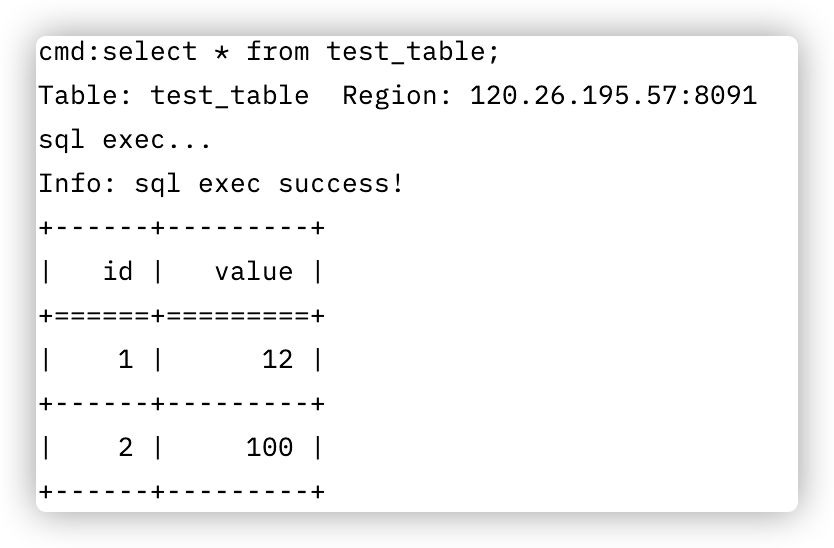 cmd:select * from test_table;
Table: test_table  Region: 120.26.195.57:8091
sql exec...
Info: sql exec success!
+------+---------+
|   id |   value |
+======+=========+
|    1 |      12 |
+------+---------+
|    2 |     100 |
+------+---------+